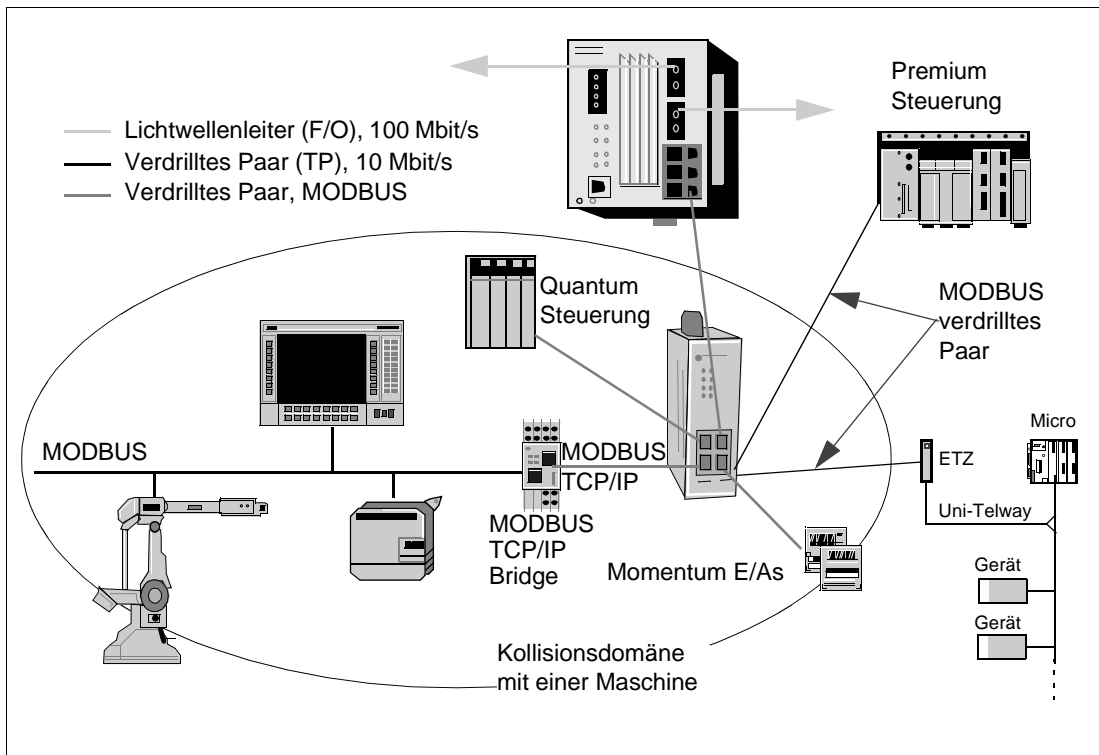 Lichtwellenleiter (F/O), 100 Mbit/s
Verdrilltes Paar (TP), 10 Mbit/s
Verdrilltes Paar, MODBUS
Premium
Steuerung
Quantum
Steuerung
MODBUS
verdrilltes
Paar
MODBUS
MODBUS
TCP/IP
MODBUS
TCP/IP
Bridge
Momentum E/As
ETZ
Micro
Uni-Telway
Gerät
Gerät
Kollisionsdomäne
mit einer Maschine